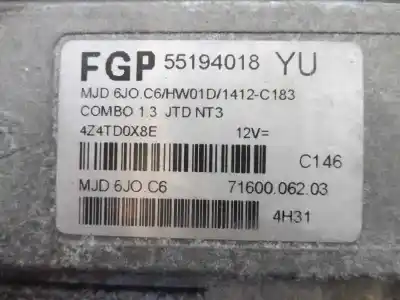 FGP 55194018 YU
MJD 6JO.C6/HW01D/1412-C183
COMBO 1.3 JTD NT3
4Z4TD0X8E 12V=
C146
MJD 6JO.C6 71600.062.03
4H31